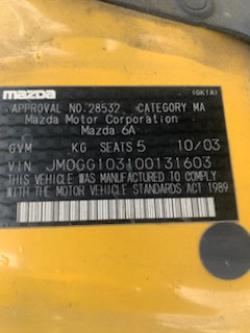 mazda (GK1A)
APPROVAL NO.28532 CATEGORY MA
Mazda Motor Corporation
Mazda 6A
GVM KG SEATS 5 10/03
VIN JM0GG103100131603
THIS VEHICLE WAS MANUFACTURED TO COMPLY
WITH THE MOTOR VEHICLE STANDARDS ACT 1989